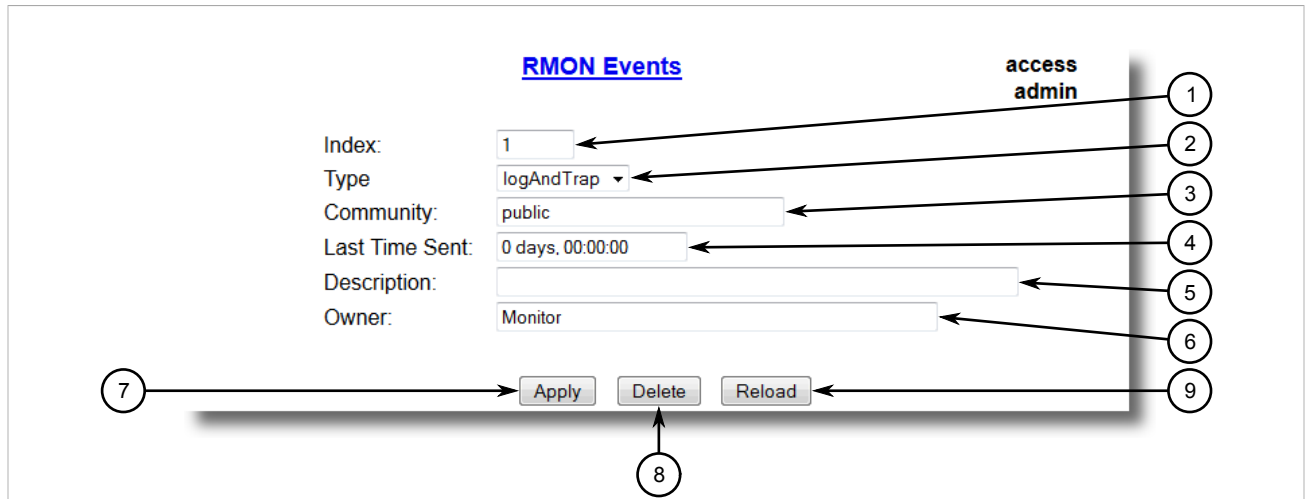 RMON Events
access
admin
1
Index: 1
2
Type logAndTrap
3
Community: public
4
Last Time Sent: 0 days, 00:00:00
Description:
5
Owner: Monitor
6
7
Apply Delete Reload
9
8